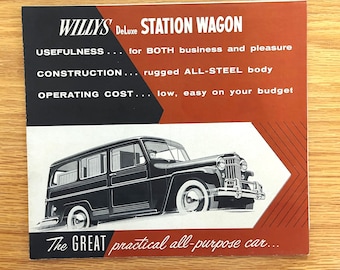 WILLYS DeLuxe STATION WAGON
USEFULNESS... for BOTH business and pleasure
CONSTRUCTION... rugged ALL-STEEL body
OPERATING COST... low, easy on your budget
The GREAT practical all-purpose car...